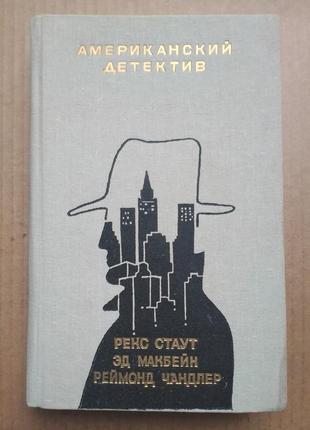 АМЕРИКАНСКИЙ
ДЕТЕКТИВ
РЕКС СТАУТ
ЭД МАКБЕЙН
РЕЙМОНД ЧАНДЛЕР